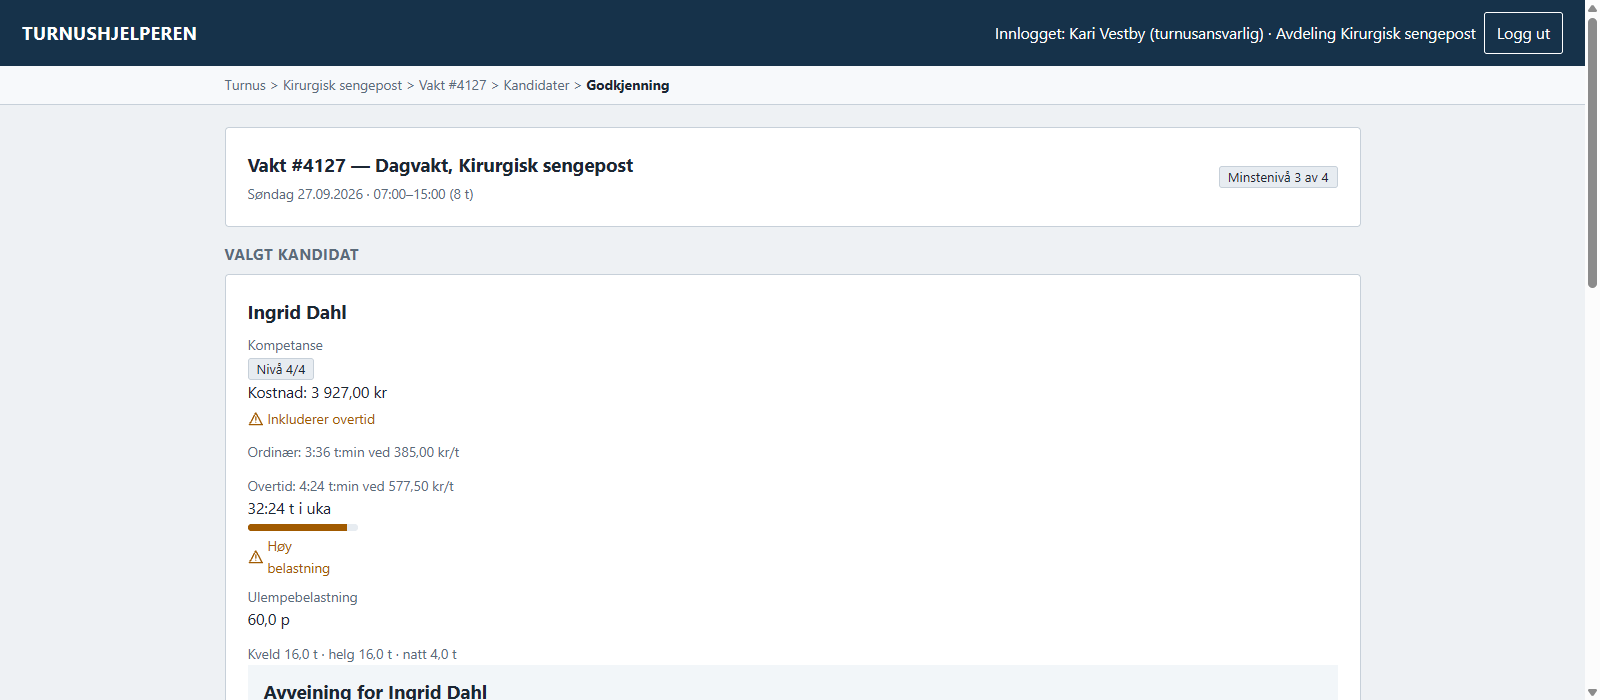 TURNUSHJELPEREN
Innlogget: Kari Vestby (turnusansvarlig) · Avdeling Kirurgisk sengepost
Logg ut
Turnus > Kirurgisk sengepost > Vakt #4127 > Kandidater > Godkjenning
Vakt #4127 — Dagvakt, Kirurgisk sengepost
Søndag 27.09.2026 · 07:00–15:00 (8 t)
Minstenivå 3 av 4
VALGT KANDIDAT
Ingrid Dahl
Kompetanse
Nivå 4/4
Kostnad: 3 927,00 kr
Inkluderer overtid
Ordinær: 3:36 t:min ved 385,00 kr/t
Overtid: 4:24 t:min ved 577,50 kr/t
32:24 t i uka
Høy
belastning
Ulempebelastning
60,0 p
Kveld 16,0 t · helg 16,0 t · natt 4,0 t
Avveining for Ingrid Dahl